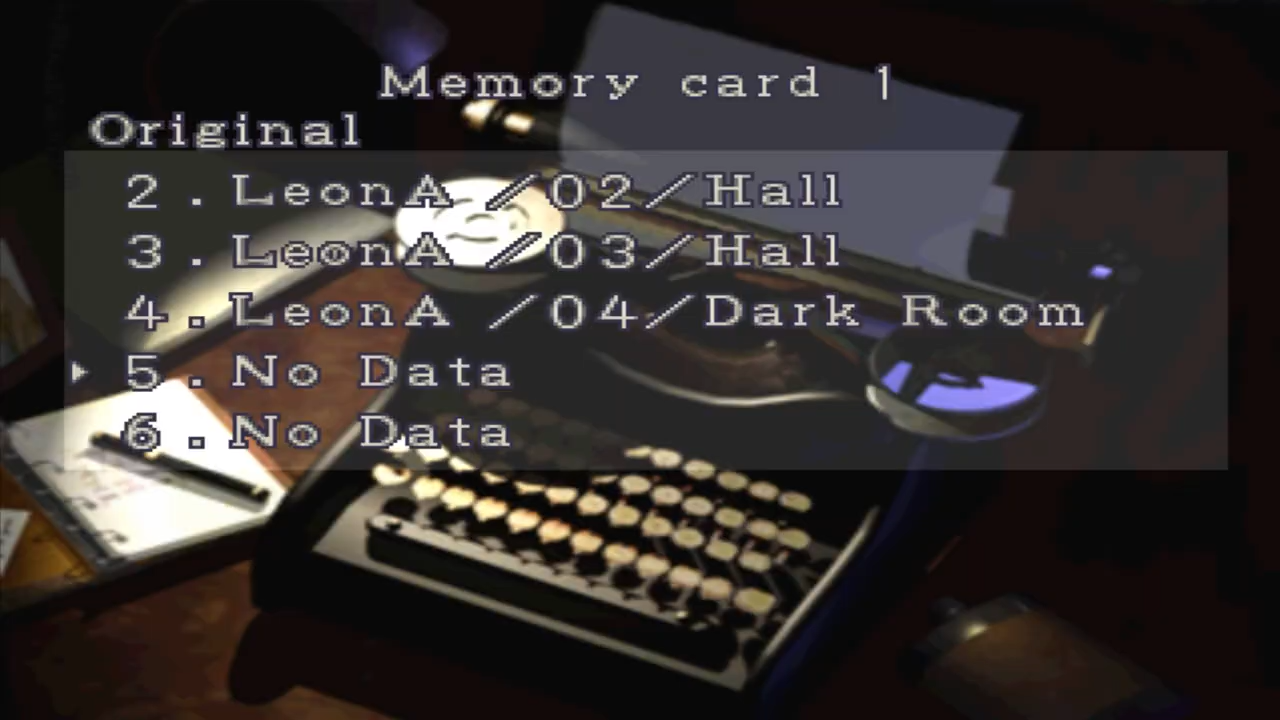 Memory card 1
Original
2. LeonA /02/Hall
3. LeonA /03/Hall
4. LeonA /04/Dark Room
5. No Data
6. No Data